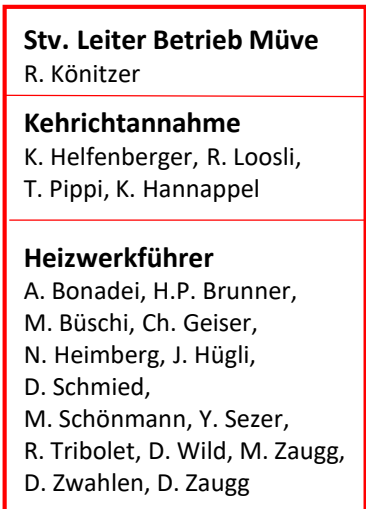 Stv. Leiter Betrieb Müve
R. Könitzer
Kehrichtannahme
K. Helfenberger, R. Loosli,
T. Pippi, K. Hannappel
Heizwerkführer
A. Bonadei, H.P. Brunner,
M. Büschi, Ch. Geiser,
N. Heimberg, J. Hügli,
D. Schmied,
M. Schönmann, Y. Sezer,
R. Tribolet, D. Wild, M. Zaugg,
D. Zwahlen, D. Zaugg